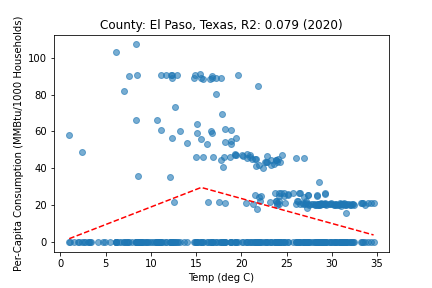 County: El Paso, Texas, R2: 0.079 (2020)
Per-Capita Consumption (MMBtu/1000 Households)
100
80
60
40
20
0
0 5 10 15 20 25 30 35
Temp (deg C)